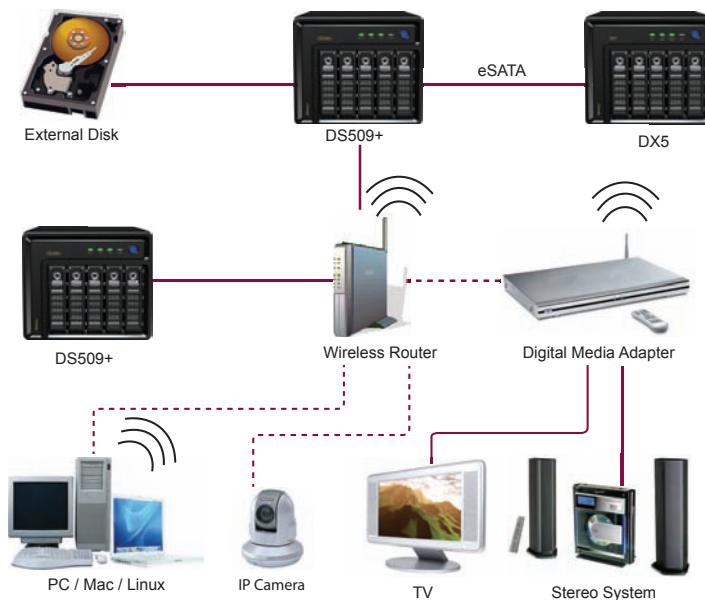 eSATA
External Disk
DS509+
DX5
DS509+
Wireless Router
Digital Media Adapter
PC / Mac / Linux
IP Camera
TV
Stereo System